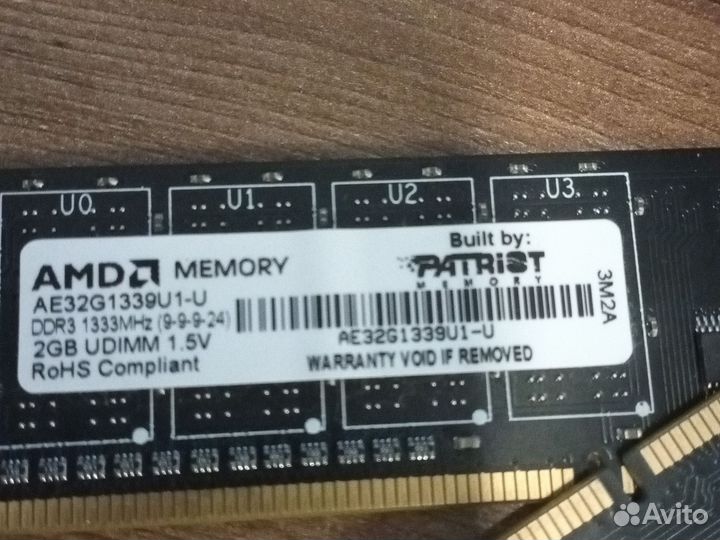 U0
U1
U2
U3
AMD MEMORY
AE32G1339U1-U
DDR3 1333MHz (9-9-9-24)
2GB UDIMM 1.5V
RoHS Compliant
Built by:
PATRIOT
MEMORY
AE32G1339U1-U
WARRANTY VOID IF REMOVED
3M2A
Avito